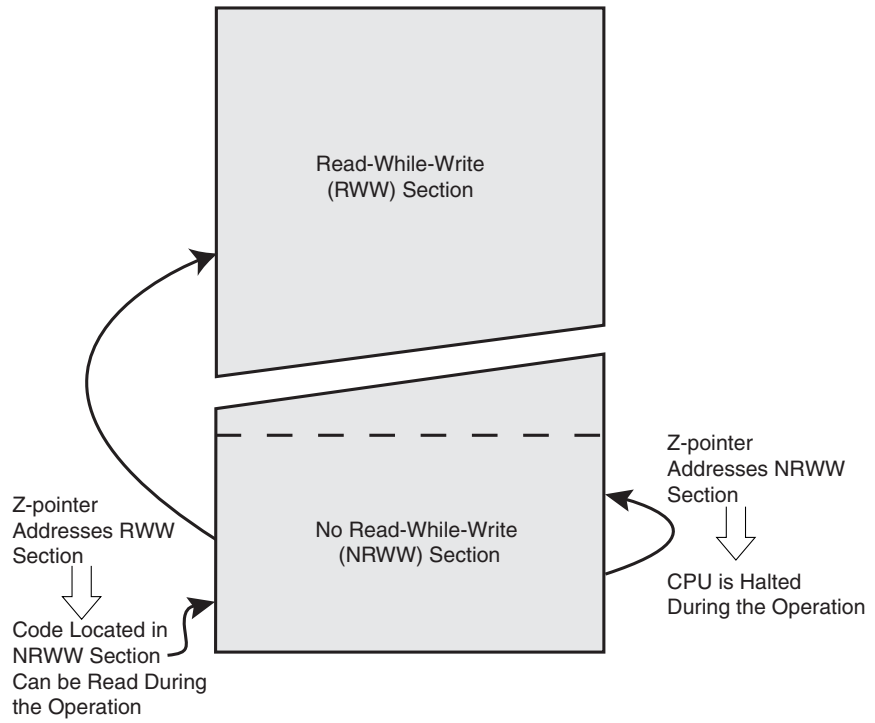 Read-While-Write
(RWW) Section
Z-pointer
Addresses NRWW
Section
Z-pointer
Addresses RWW
Section
No Read-While-Write
(NRWW) Section
CPU is Halted
During the Operation
Code Located in
NRWW Section
Can be Read During
the Operation